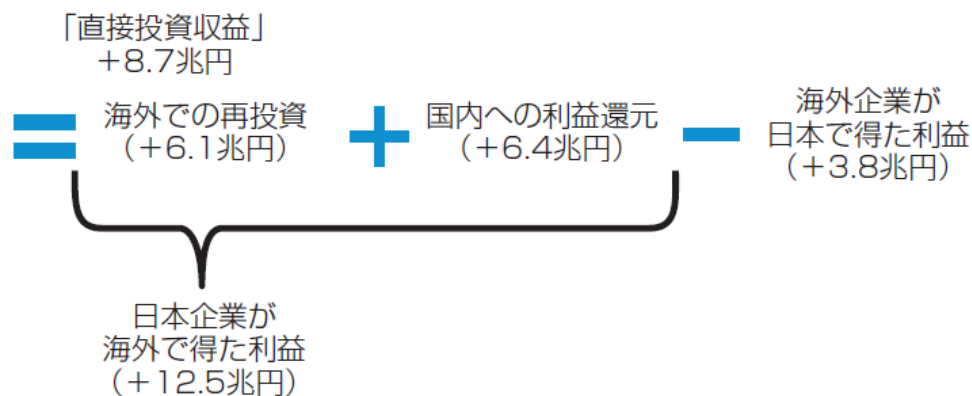 「直接投資収益」
+8.7兆円
=
海外での再投資
(+6.1兆円)
+
国内への利益還元
(+6.4兆円)
−
海外企業が
日本で得た利益
(+3.8兆円)
日本企業が
海外で得た利益
(+12.5兆円)